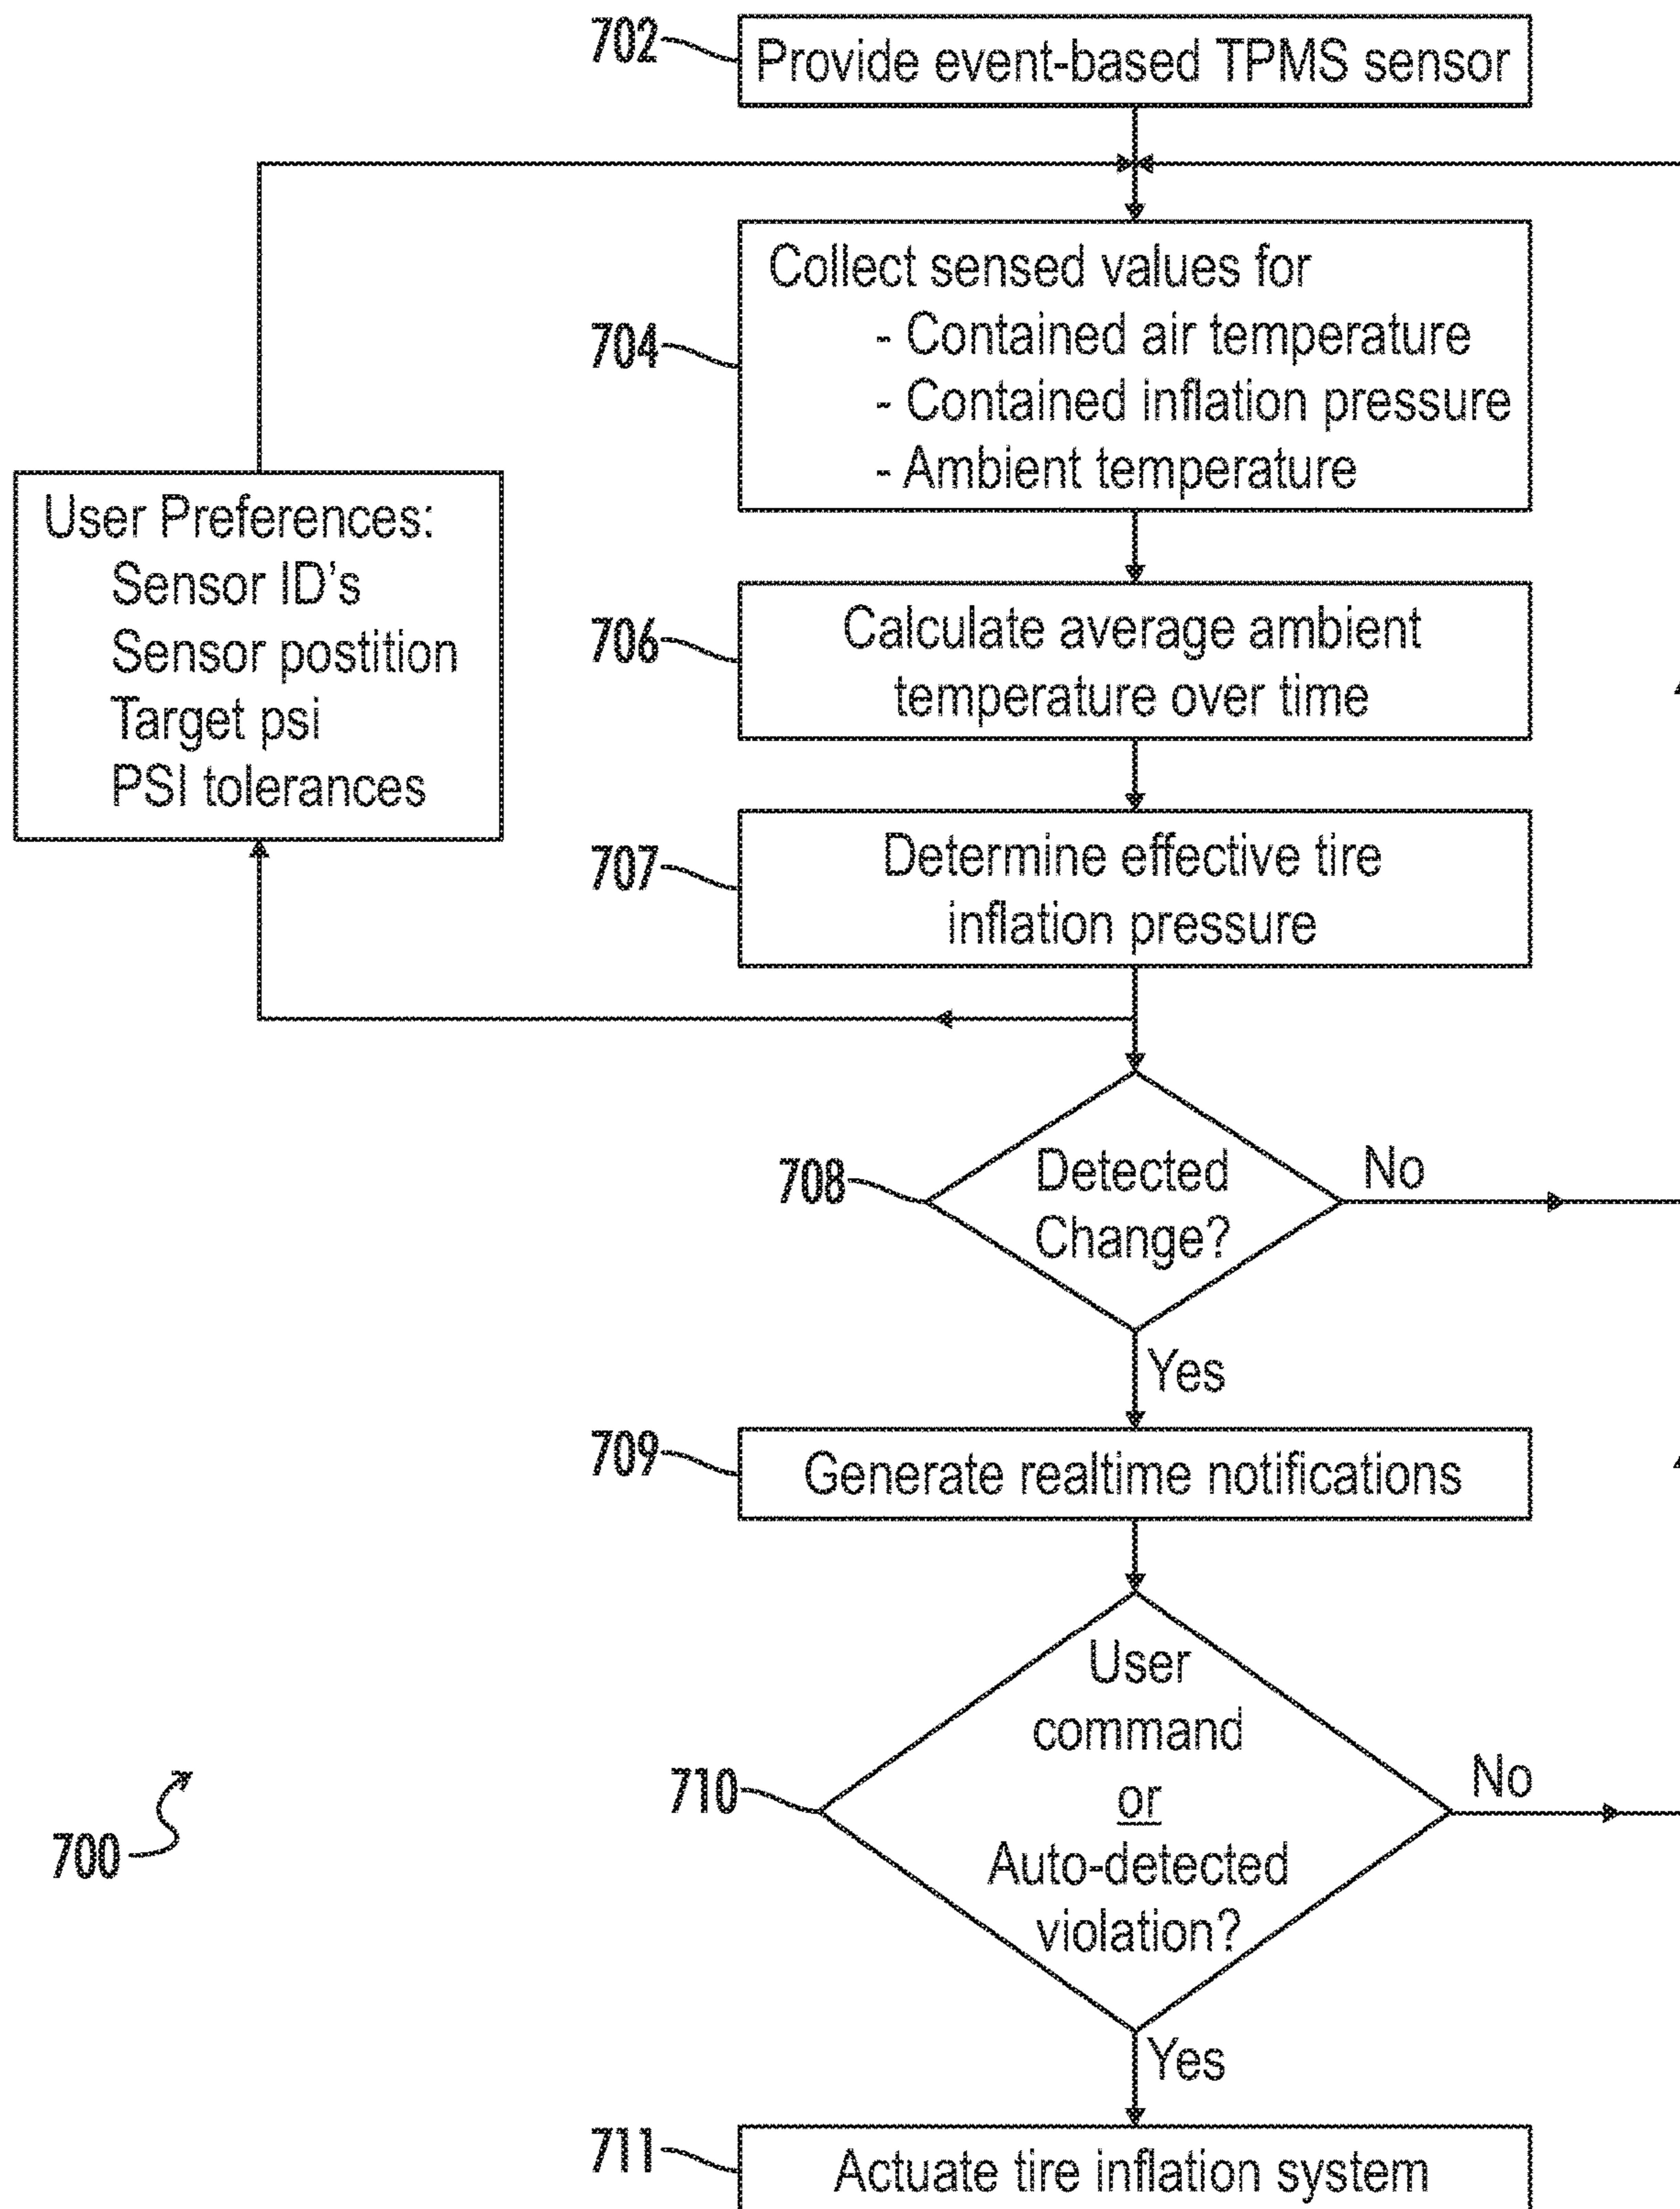 702
Provide event-based TPMS sensor
704
Collect sensed values for
- Contained air temperature
- Contained inflation pressure
- Ambient temperature
User Preferences:
Sensor ID's
Sensor postition
Target psi
PSI tolerances
706
Calculate average ambient
temperature over time
707
Determine effective tire
inflation pressure
708
Detected
Change?
No
Yes
709
Generate realtime notifications
710
User
command
or
Auto-detected
violation?
No
700
Yes
711
Actuate tire inflation system